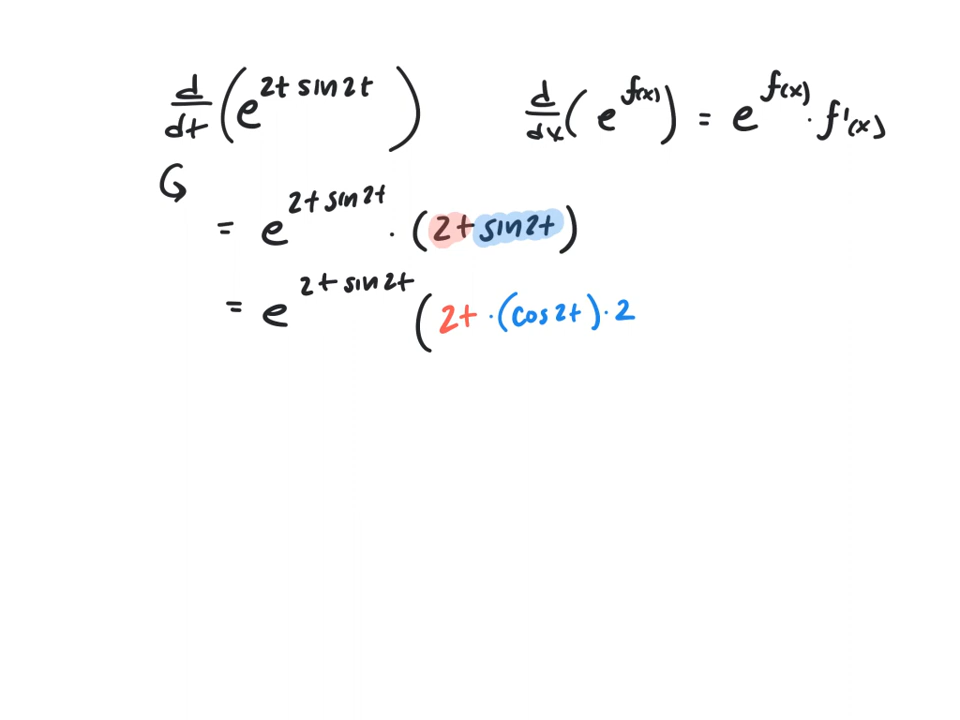 d/dt (e^(2t sin2t)) d/dx (e^(f(x))) = e^(f(x)) · f'(x)
= e^(2t sin2t) · (2t sin2t)
= e^(2t sin2t) (2t · (cos2t) · 2